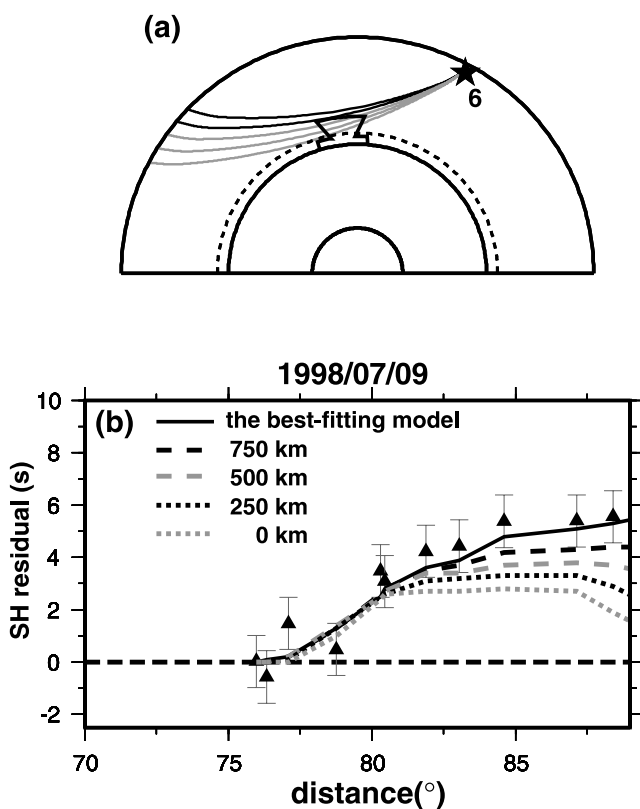 (a)
6
1998/07/09
(b)
the best-fitting model
750 km
500 km
250 km
0 km
SH residual (s)
10
8
6
4
2
0
-2
70
75
80
85
distance(°)